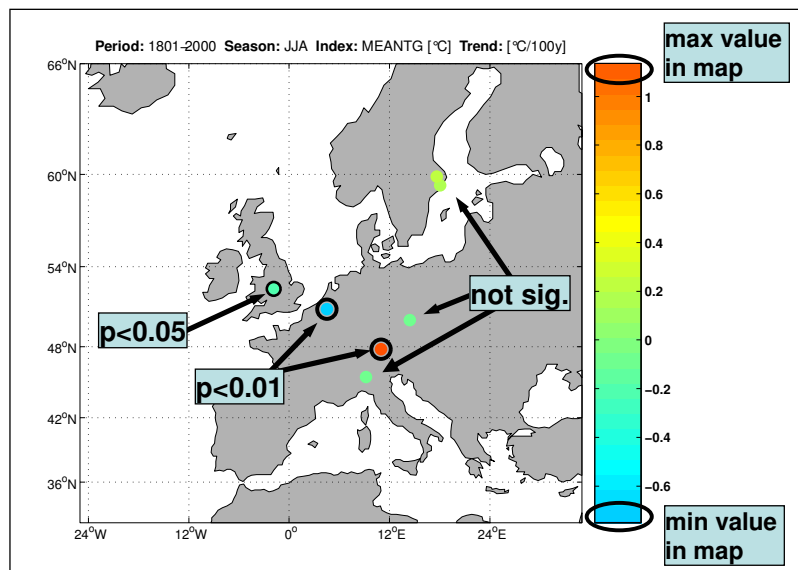 Period: 1801–2000 Season: JJA Index: MEANTG [°C] Trend: [°C/100y]
max value
in map
66°N
60°N
54°N
48°N
42°N
36°N
24°W
12°W
0°
12°E
24°E
p<0.05
p<0.01
not sig.
1
0.8
0.6
0.4
0.2
0
−0.2
−0.4
−0.6
min value
in map